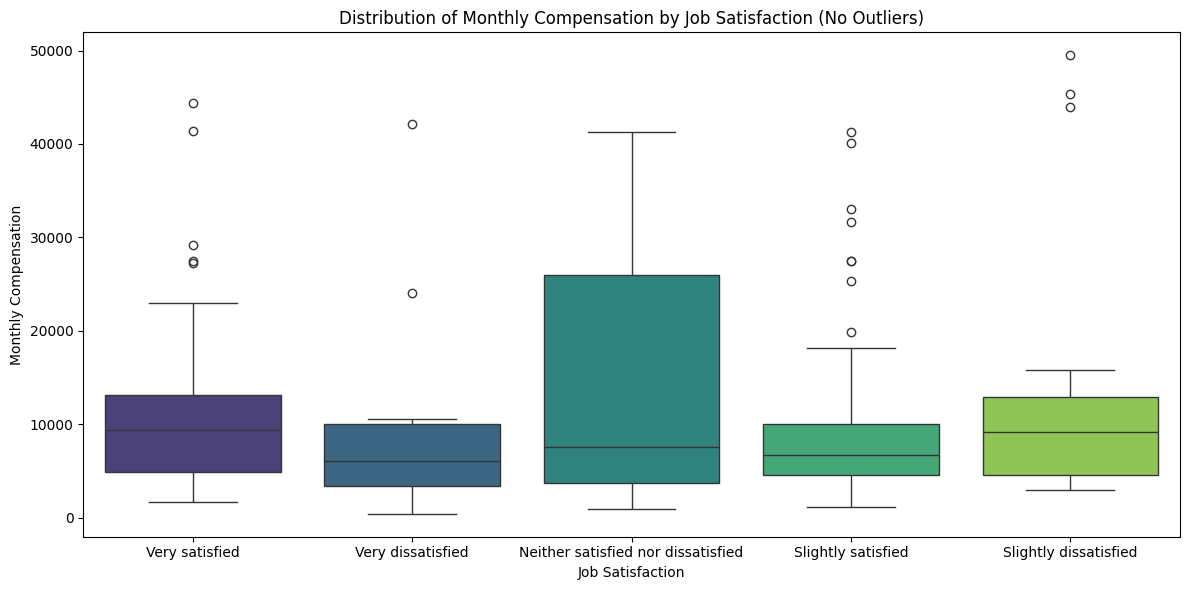 Distribution of Monthly Compensation by Job Satisfaction (No Outliers)
Monthly Compensation
50000
40000
30000
20000
10000
0
Very satisfied
Very dissatisfied
Neither satisfied nor dissatisfied
Slightly satisfied
Slightly dissatisfied
Job Satisfaction